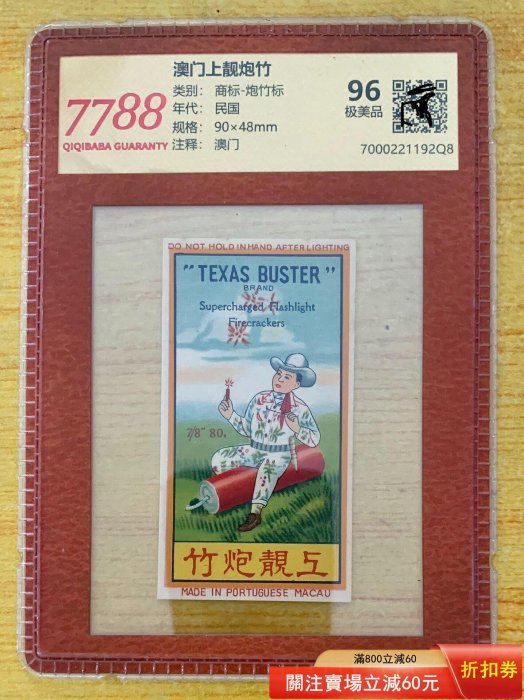 澳门上靓炮竹
类别： 商标-炮竹标
年代： 民国
规格： 90×48mm
注释： 澳门
7788
QIQIBABA GUARANTY
96
极美品
7000221192Q8
DO NOT HOLD IN HAND AFTER LIGHTING
"TEXAS BUSTER"
BRAND
Supercharged Flashlight
Firecrackers
7/8" 80.
竹炮靚上
MADE IN PORTUGUESE MACAU
滿800立減60
關注賣場立減60元
折扣券